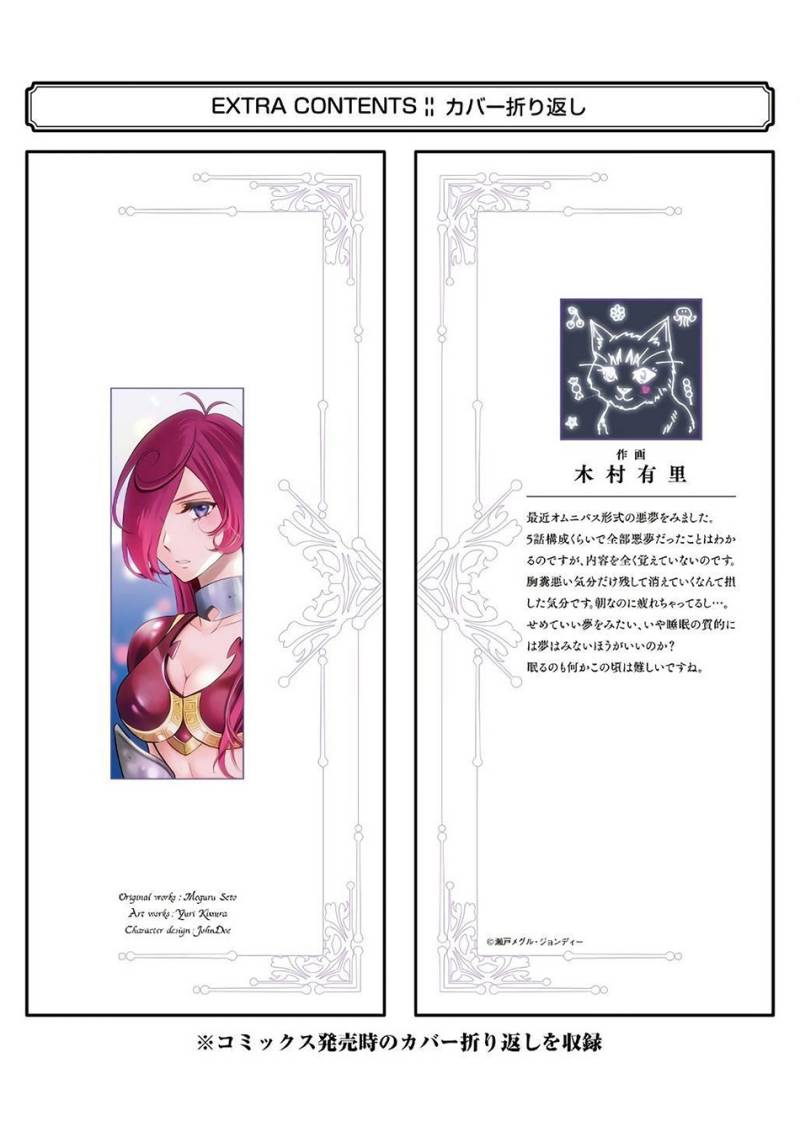 EXTRA CONTENTS :: カバー折り返し
Original works : Meguru Seto
Art works : Yuri Kimura
Character design : JohnDee
作画
木村有里
最近オムニバス形式の悪夢をみました。
5話構成くらいで全部悪夢だったことはわか
るのですが、内容を全く覚えていないのです。
胸糞悪い気分だけ残して消えていくなんて損
した気分です。朝なのに疲れちゃってるし…。
せめていい夢をみたい、いや睡眠の質的に
は夢はみないほうがいいのか？
眠るのも何かこの頃は難しいですね。
©瀬戸メグル・ジョンディー
※コミックス発売時のカバー折り返しを収録